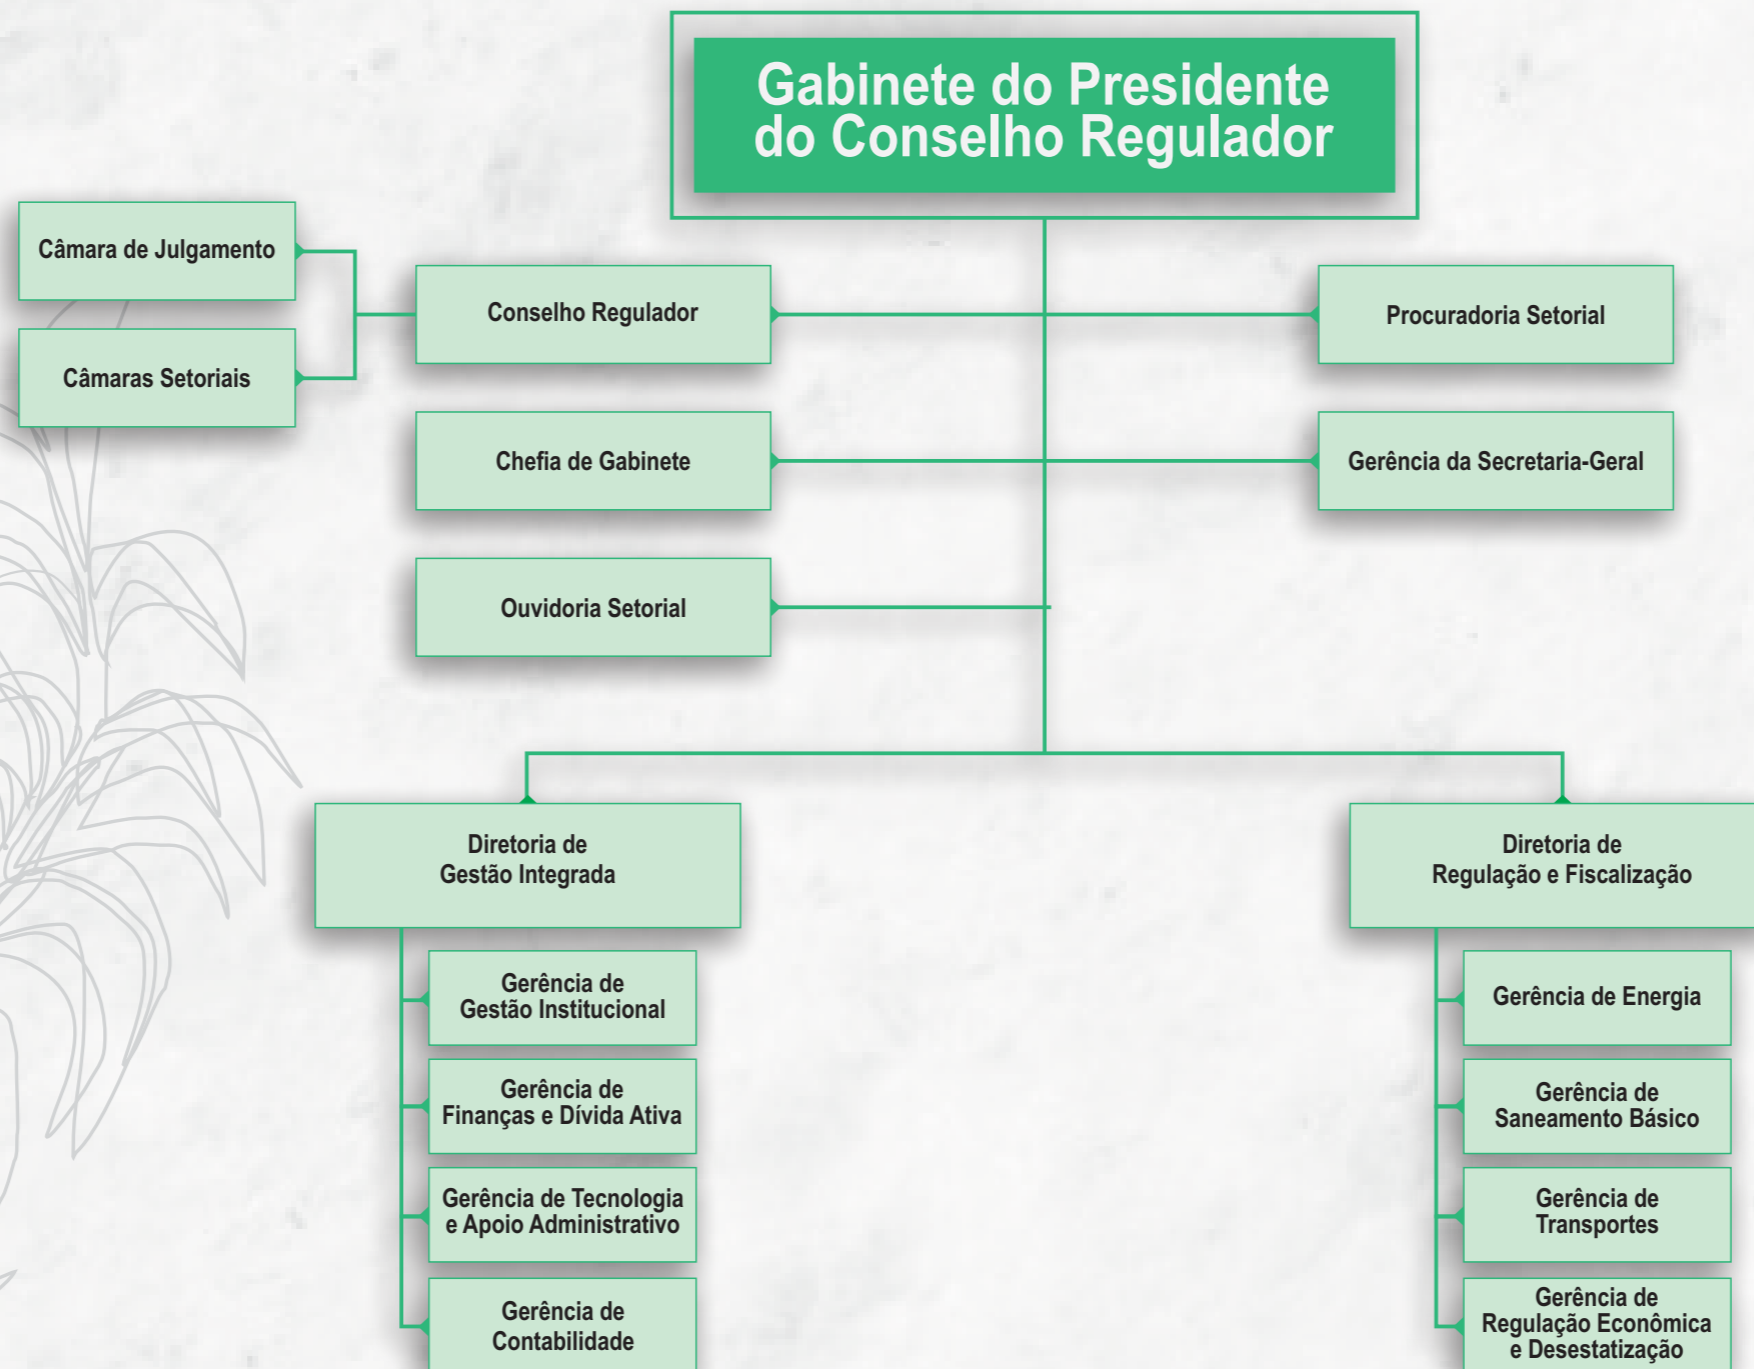 Gabinete do Presidente
do Conselho Regulador
Câmara de Julgamento
Câmaras Setoriais
Conselho Regulador
Procuradoria Setorial
Chefia de Gabinete
Gerência da Secretaria-Geral
Ouvidoria Setorial
Diretoria de
Gestão Integrada
Gerência de
Gestão Institucional
Gerência de
Finanças e Dívida Ativa
Gerência de Tecnologia
e Apoio Administrativo
Gerência de
Contabilidade
Diretoria de
Regulação e Fiscalização
Gerência de Energia
Gerência de
Saneamento Básico
Gerência de
Transportes
Gerência de
Regulação Econômica
e Desestatização